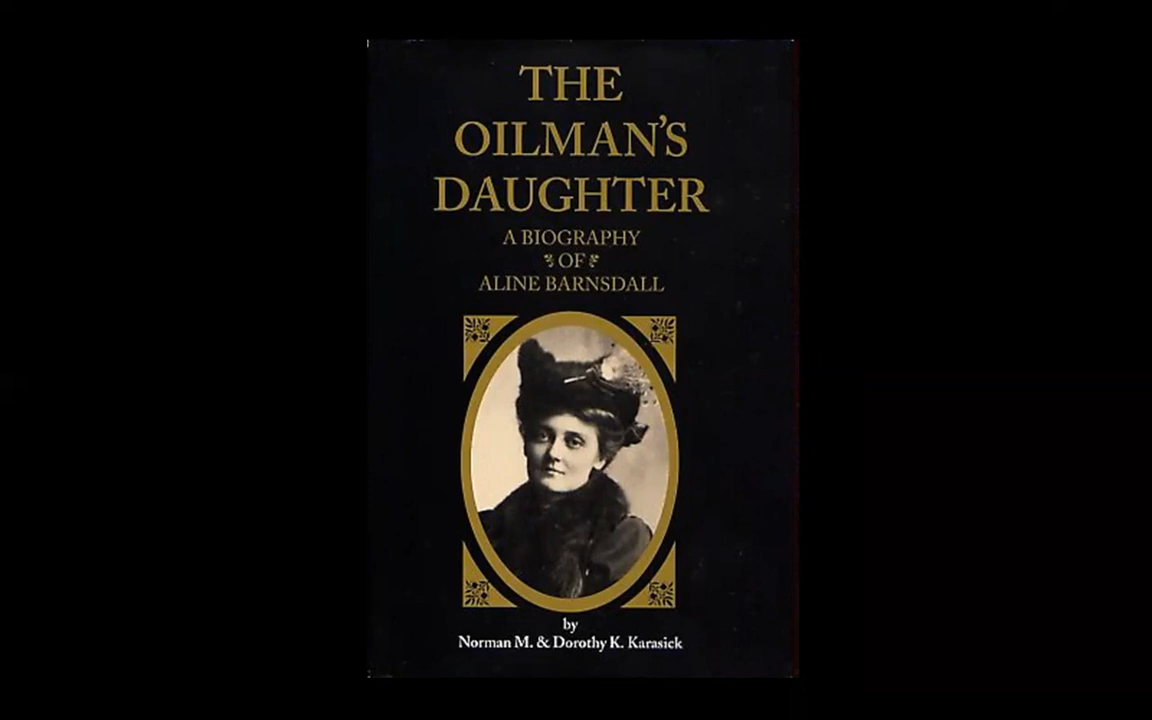 THE
OILMAN'S
DAUGHTER
A BIOGRAPHY
OF
ALINE BARNSDALL
by
Norman M. & Dorothy K. Karasick